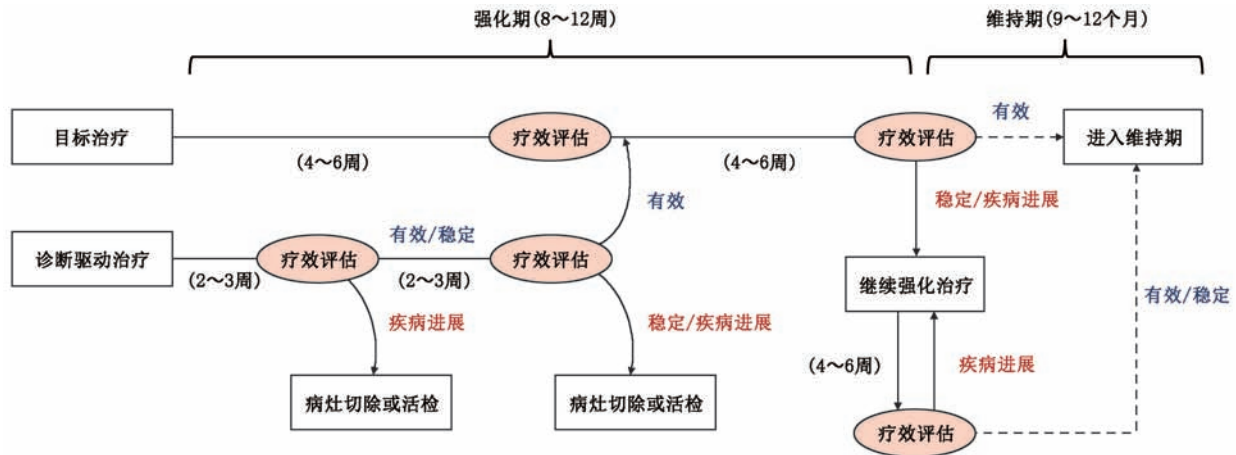 强化期(8～12周)
维持期(9～12个月)
目标治疗
(4～6周)
疗效评估
(4～6周)
疗效评估
有效
进入维持期
有效
稳定/疾病进展
诊断驱动治疗
(2～3周)
疗效评估
有效/稳定
(2～3周)
疗效评估
继续强化治疗
有效/稳定
疾病进展
稳定/疾病进展
(4～6周)
疾病进展
病灶切除或活检
病灶切除或活检
疗效评估